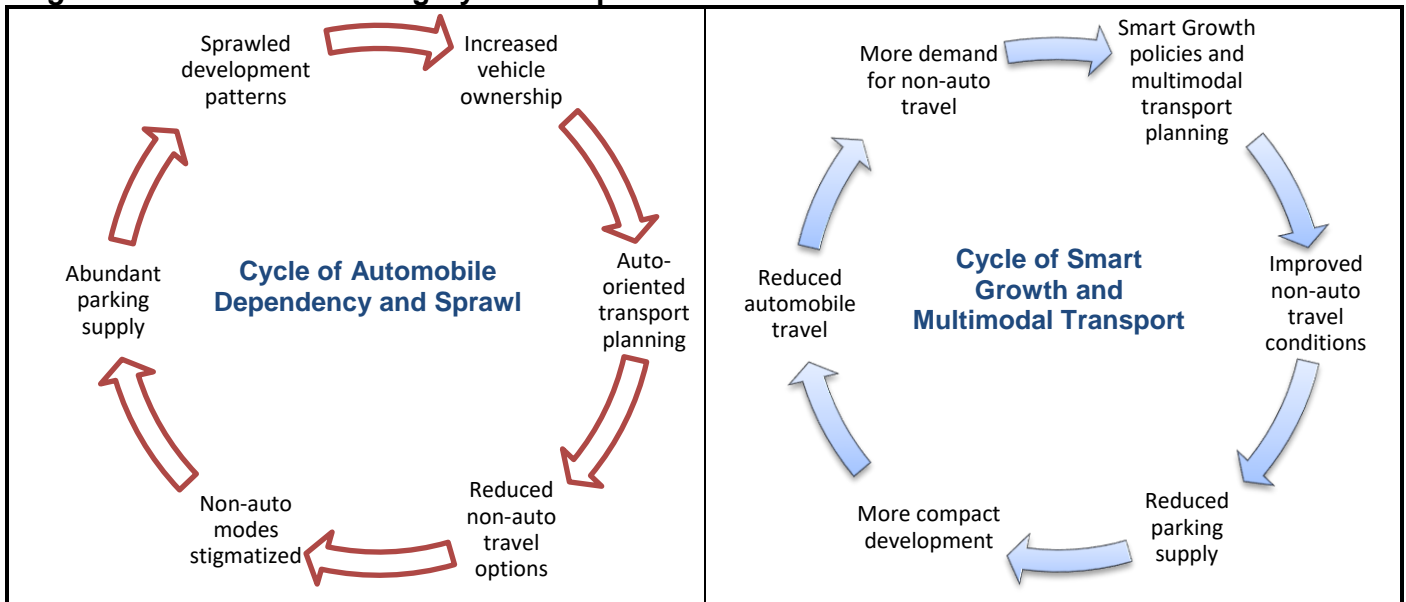 Sprawled
development
patterns
Increased
vehicle
ownership
Auto-
oriented
transport
planning
Reduced
non-auto
travel
options
Non-auto
modes
stigmatized
Abundant
parking
supply
Cycle of Automobile
Dependency and Sprawl
More demand
for non-auto
travel
Smart Growth
policies and
multimodal
transport
planning
Improved
non-auto
travel
conditions
Reduced
parking
supply
More compact
development
Reduced
automobile
travel
Cycle of Smart
Growth and
Multimodal Transport